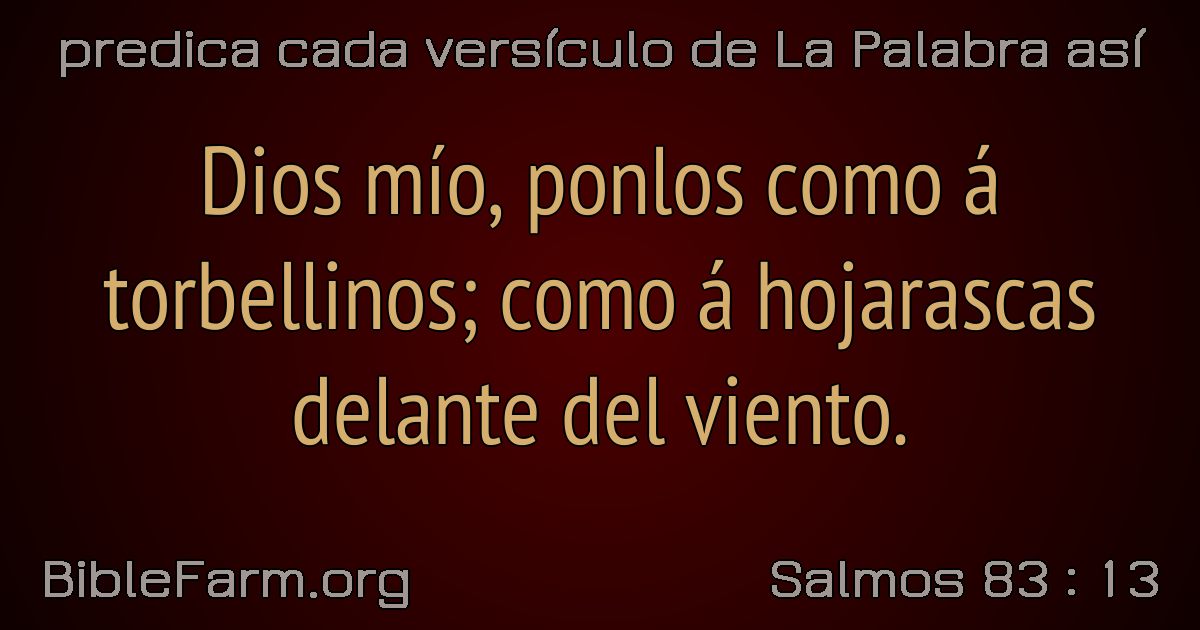 predica cada versículo de La Palabra así
Dios mío, ponlos como á
torbellinos; como á hojarascas
delante del viento.
BibleFarm.org
Salmos 83 : 13